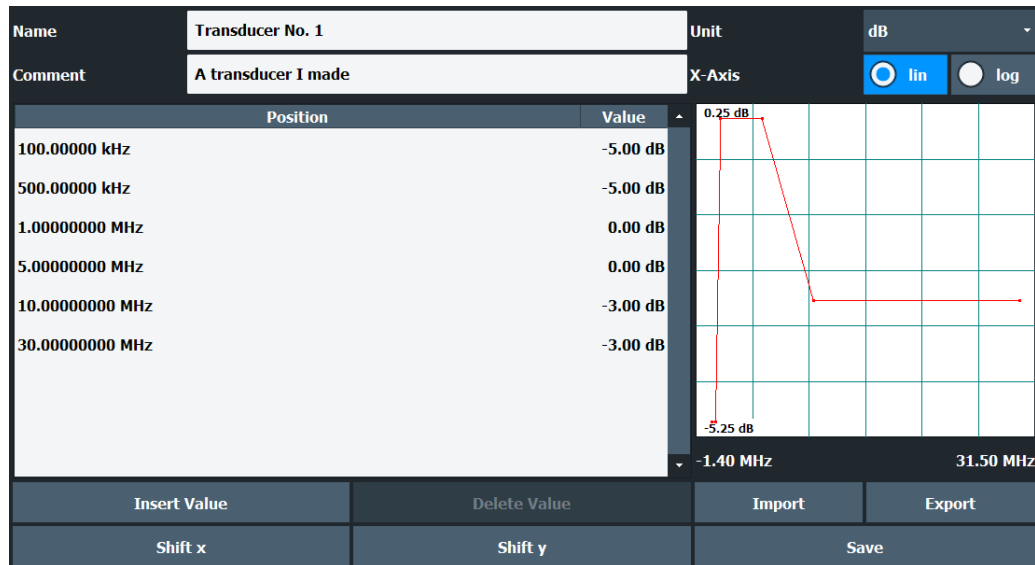 Name Transducer No. 1 Unit dB
Comment A transducer I made X-Axis lin log
Position Value
100.00000 kHz -5.00 dB
500.00000 kHz -5.00 dB
1.00000000 MHz 0.00 dB
5.00000000 MHz 0.00 dB
10.00000000 MHz -3.00 dB
30.00000000 MHz -3.00 dB
0.25 dB
-5.25 dB
-1.40 MHz 31.50 MHz
Insert Value Delete Value Import Export
Shift x Shift y Save